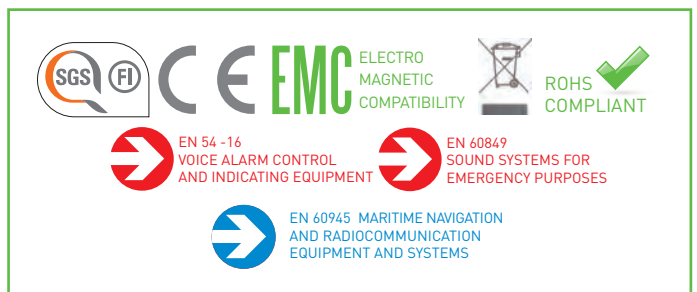 SGS FI CE EMC
ELECTRO
MAGNETIC
COMPATIBILITY
ROHS
COMPLIANT
EN 54 -16
VOICE ALARM CONTROL
AND INDICATING EQUIPMENT
EN 60849
SOUND SYSTEMS FOR
EMERGENCY PURPOSES
EN 60945 MARITIME NAVIGATION
AND RADIOCOMMUNICATION
EQUIPMENT AND SYSTEMS